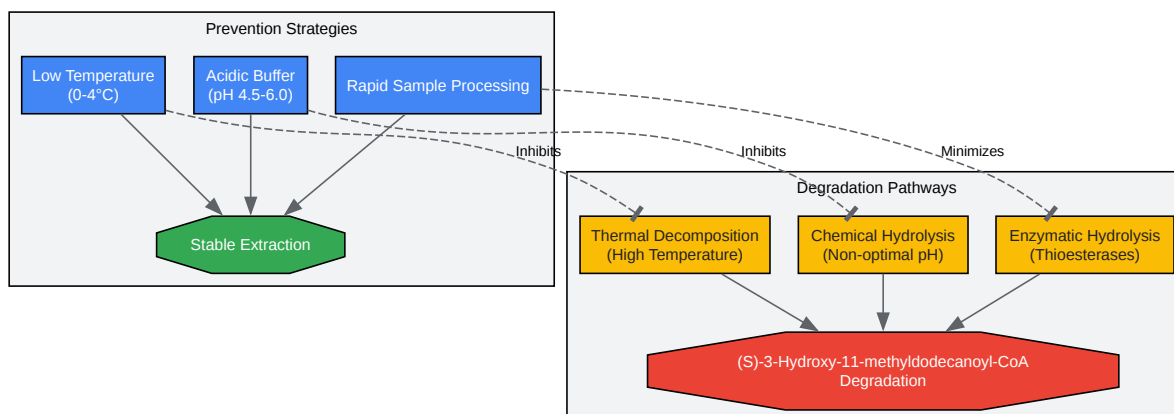 Prevention Strategies
Low Temperature
(0-4°C)
Acidic Buffer
(pH 4.5-6.0)
Rapid Sample Processing
Inhibits
Inhibits
Minimizes
Stable Extraction
Degradation Pathways
Thermal Decomposition
(High Temperature)
Chemical Hydrolysis
(Non-optimal pH)
Enzymatic Hydrolysis
(Thioesterases)
(S)-3-Hydroxy-11-methyldodecanoyl-CoA
Degradation